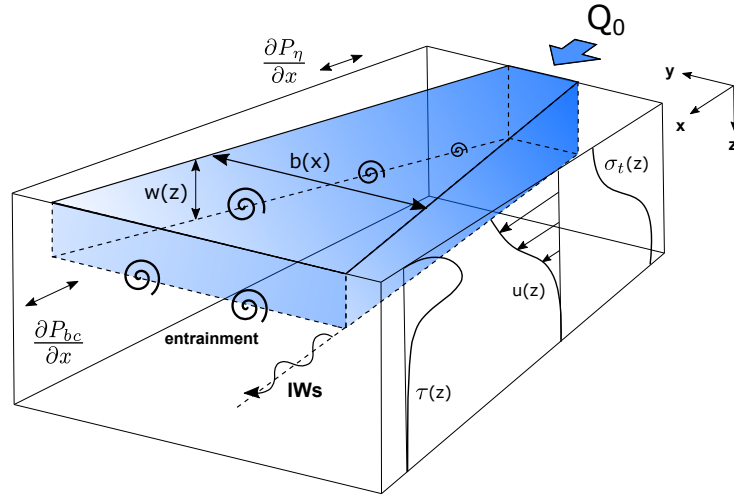 Q₀
∂P_η/∂x
y
x
z
b(x)
w(z)
σ_t(z)
u(z)
∂P_bc/∂x
entrainment
IWs
τ(z)